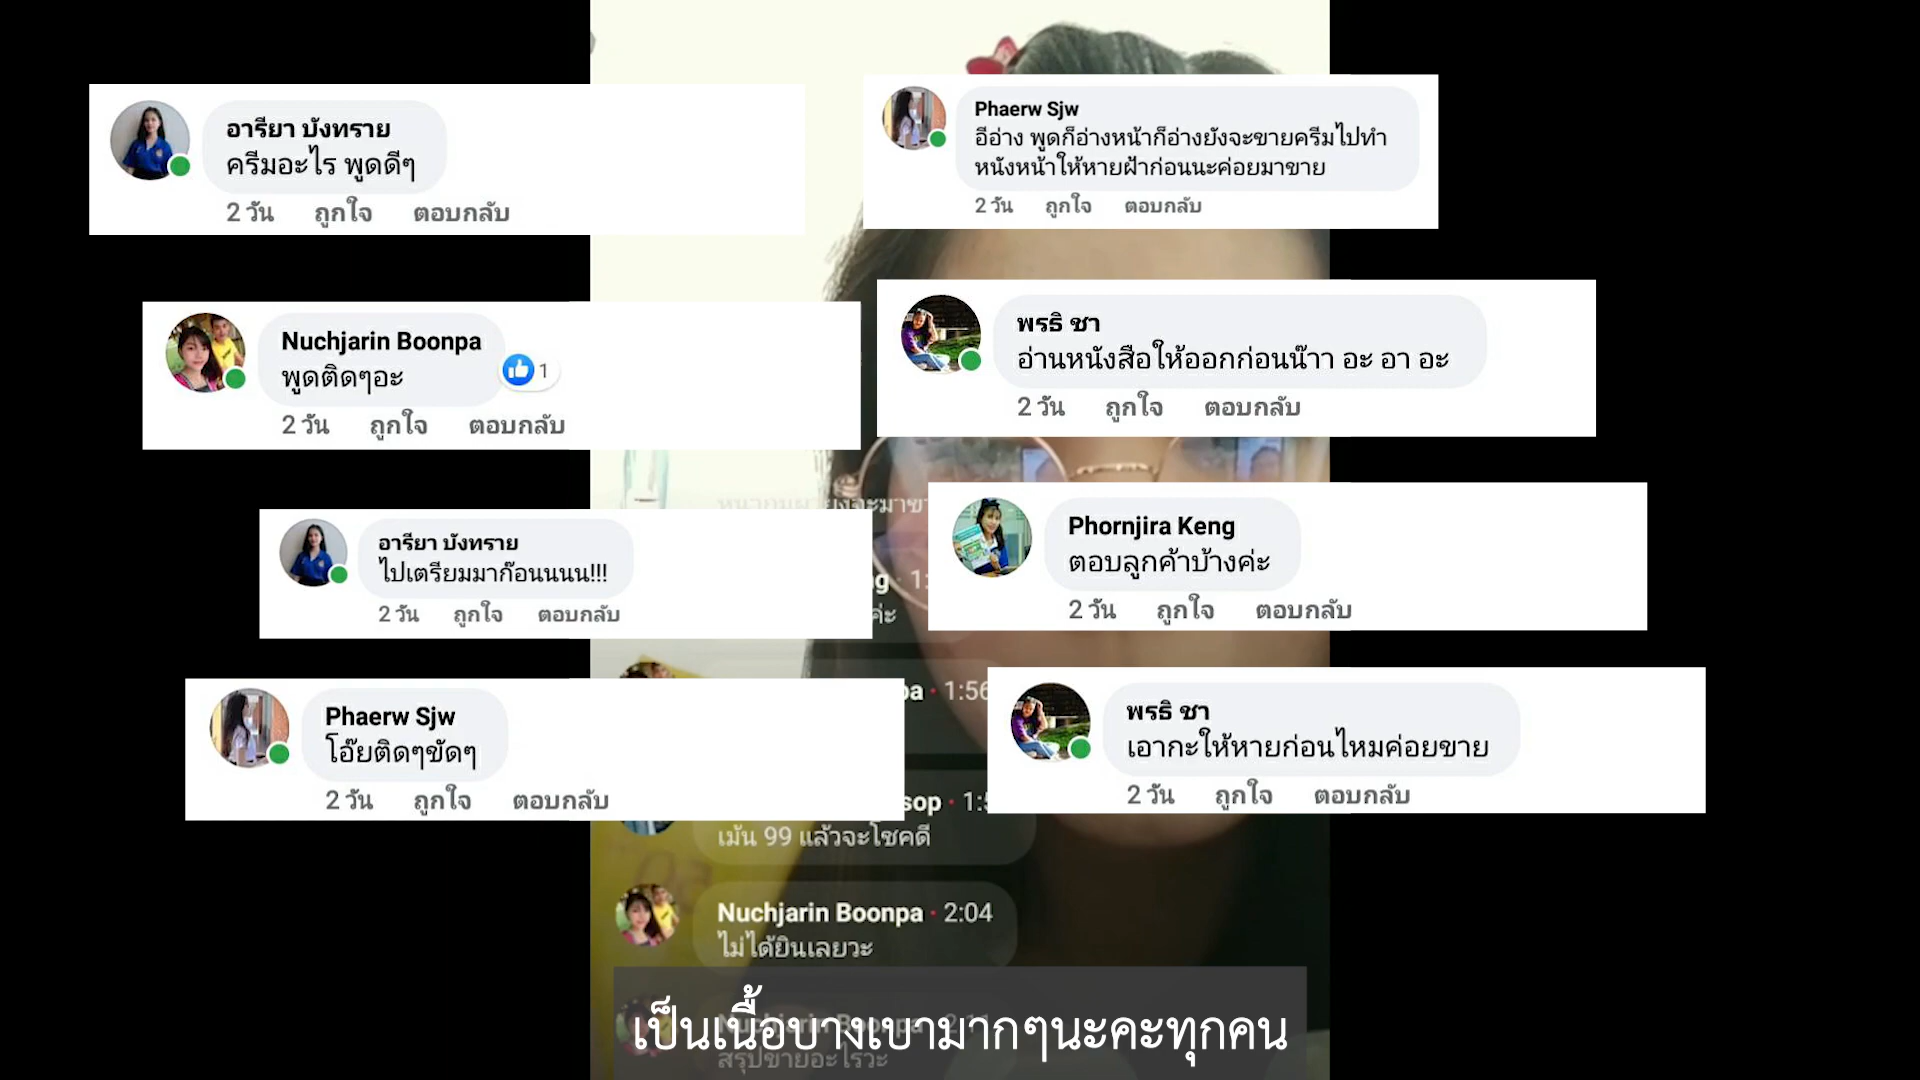 อารียา บังทราย
ครีมอะไร พูดดีๆ
2 วัน ถูกใจ ตอบกลับ
Phaerw Sjw
อีอ่าง พูดก็อ่างหน้าก็อ่างยังจะขายครีมไปทำ
หนังหน้าให้หายฝ้าก่อนนะค่อยมาขาย
2 วัน ถูกใจ ตอบกลับ
Nuchjarin Boonpa
พูดติดๆอะ
1
2 วัน ถูกใจ ตอบกลับ
พรธิ ชา
อ่านหนังสือให้ออกก่อนน๊าา อะ อา อะ
2 วัน ถูกใจ ตอบกลับ
อารียา บังทราย
ไปเตรียมมาก๊อนนนน!!!
2 วัน ถูกใจ ตอบกลับ
Phornjira Keng
ตอบลูกค้าบ้างค่ะ
2 วัน ถูกใจ ตอบกลับ
Phaerw Sjw
โอ๊ยติดๆขัดๆ
2 วัน ถูกใจ ตอบกลับ
พรธิ ชา
เอากะให้หายก่อนไหมค่อยขาย
2 วัน ถูกใจ ตอบกลับ
1:56
เม้น 99 แล้วจะโชคดี
Nuchjarin Boonpa · 2:04
ไม่ได้ยินเลยวะ
เป็นเนื้อบางเบามากๆนะคะทุกคน
สรุปขายอะไรวะ